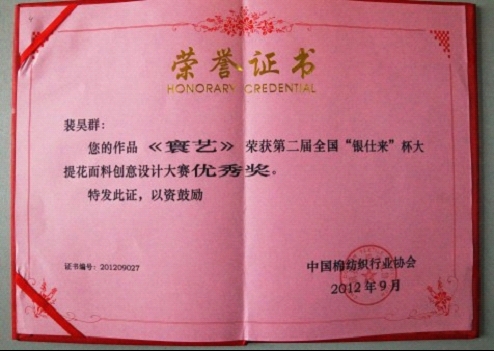 荣誉证书
HONORARY CREDENTIAL
裴昊群:
您的作品《寰艺》荣获第二届全国“银仕来”杯大
提花面料创意设计大赛优秀奖。
特发此证，以资鼓励
证书编号：201209027
中国棉纺织行业协会
2012年9月